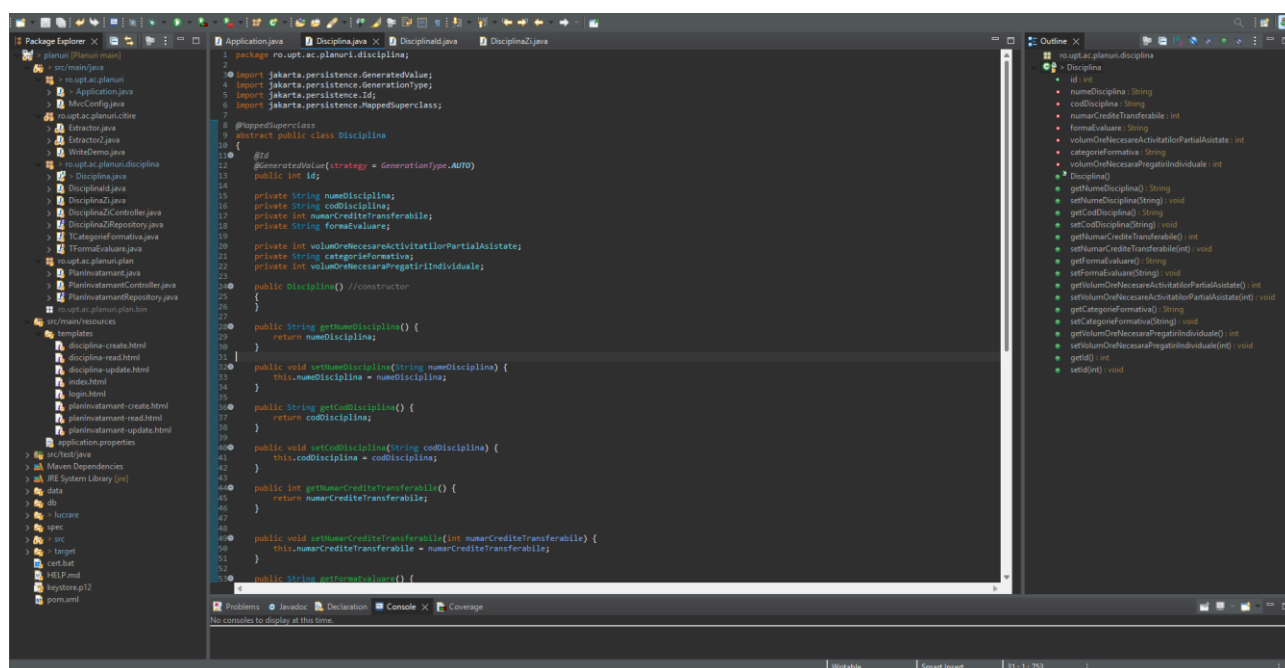 Package Explorer
> planuri [Planuri main]
> src/main/java
> ro.upt.ac.planuri
> Application.java
MvcConfig.java
ro.upt.ac.planuri.citire
Extractor.java
Extractor2.java
WriteDemo.java
> ro.upt.ac.planuri.disciplina
> Disciplina.java
DisciplinaId.java
DisciplinaZi.java
DisciplinaZiController.java
DisciplinaZiRepository.java
TCategorieFormativa.java
TFormaEvaluare.java
ro.upt.ac.planuri.plan
PlanInvatamant.java
PlanInvatamantController.java
PlanInvatamantRepository.java
ro.upt.ac.planuri.plan.bin
src/main/resources
templates
disciplina-create.html
disciplina-read.html
disciplina-update.html
index.html
login.html
planInvatamant-create.html
planInvatamant-read.html
planInvatamant-update.html
application.properties
src/test/java
Maven Dependencies
JRE System Library [jre]
data
db
> lucrare
spec
> src
> target
cert.bat
HELP.md
keystore.p12
pom.xml
Application.java Disciplina.java DisciplinaId.java DisciplinaZi.java
1 package ro.upt.ac.planuri.disciplina;
2
3 import jakarta.persistence.GeneratedValue;
4 import jakarta.persistence.GenerationType;
5 import jakarta.persistence.Id;
6 import jakarta.persistence.MappedSuperclass;
7
8 @MappedSuperclass
9 abstract public class Disciplina
10 {
11 @Id
12 @GeneratedValue(strategy = GenerationType.AUTO)
13 public int id;
14
15 private String numeDisciplina;
16 private String codDisciplina;
17 private int numarCrediteTransferabile;
18 private String formaEvaluare;
19
20 private int volumOreNecesareActivitatilorPartialAsistate;
21 private String categorieFormativa;
22 private int volumOreNecesaraPregatiriIndividuale;
23
24 public Disciplina() //constructor
25 {
26 }
27
28 public String getNumeDisciplina() {
29 return numeDisciplina;
30 }
31
32 public void setNumeDisciplina(String numeDisciplina) {
33 this.numeDisciplina = numeDisciplina;
34 }
35
36 public String getCodDisciplina() {
37 return codDisciplina;
38 }
39
40 public void setCodDisciplina(String codDisciplina) {
41 this.codDisciplina = codDisciplina;
42 }
43
44 public int getNumarCrediteTransferabile() {
45 return numarCrediteTransferabile;
46 }
47
48
49 public void setNumarCrediteTransferabile(int numarCrediteTransferabile) {
50 this.numarCrediteTransferabile = numarCrediteTransferabile;
51 }
52
53 public String getFormaEvaluare() {
Problems Javadoc Declaration Console Coverage
No consoles to display at this time.
Outline
ro.upt.ac.planuri.disciplina
> Disciplina
id : int
numeDisciplina : String
codDisciplina : String
numarCrediteTransferabile : int
formaEvaluare : String
volumOreNecesareActivitatilorPartialAsistate : int
categorieFormativa : String
volumOreNecesaraPregatiriIndividuale : int
Disciplina()
getNumeDisciplina() : String
setNumeDisciplina(String) : void
getCodDisciplina() : String
setCodDisciplina(String) : void
getNumarCrediteTransferabile() : int
setNumarCrediteTransferabile(int) : void
getFormaEvaluare() : String
setFormaEvaluare(String) : void
getVolumOreNecesareActivitatilorPartialAsistate() : int
setVolumOreNecesareActivitatilorPartialAsistate(int) : void
getCategorieFormativa() : String
setCategorieFormativa(String) : void
getVolumOreNecesaraPregatiriIndividuale() : int
setVolumOreNecesaraPregatiriIndividuale(int) : void
getId() : int
setId(int) : void
Writable Smart Insert 31 : 1 : 753